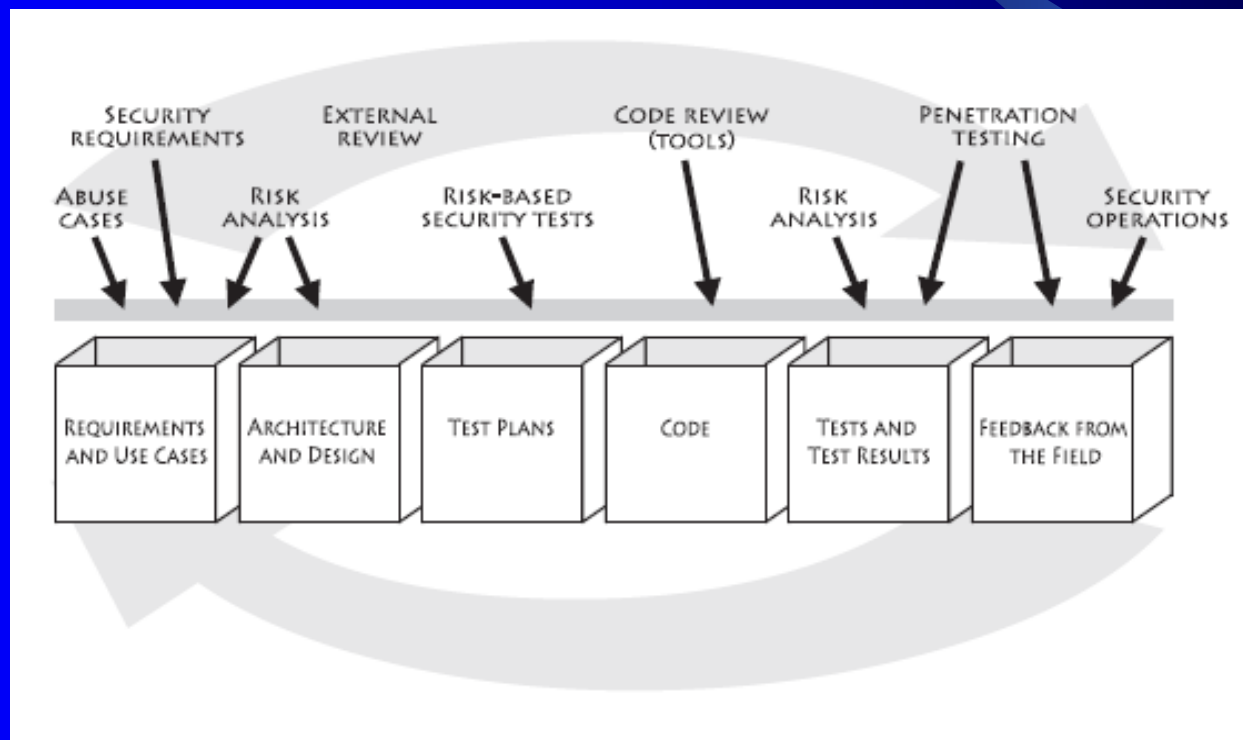 SECURITY
REQUIREMENTS
EXTERNAL
REVIEW
CODE REVIEW
(TOOLS)
PENETRATION
TESTING
ABUSE
CASES
RISK
ANALYSIS
RISK-BASED
SECURITY TESTS
RISK
ANALYSIS
SECURITY
OPERATIONS
REQUIREMENTS
AND USE CASES
ARCHITECTURE
AND DESIGN
TEST PLANS
CODE
TESTS AND
TEST RESULTS
FEEDBACK FROM
THE FIELD